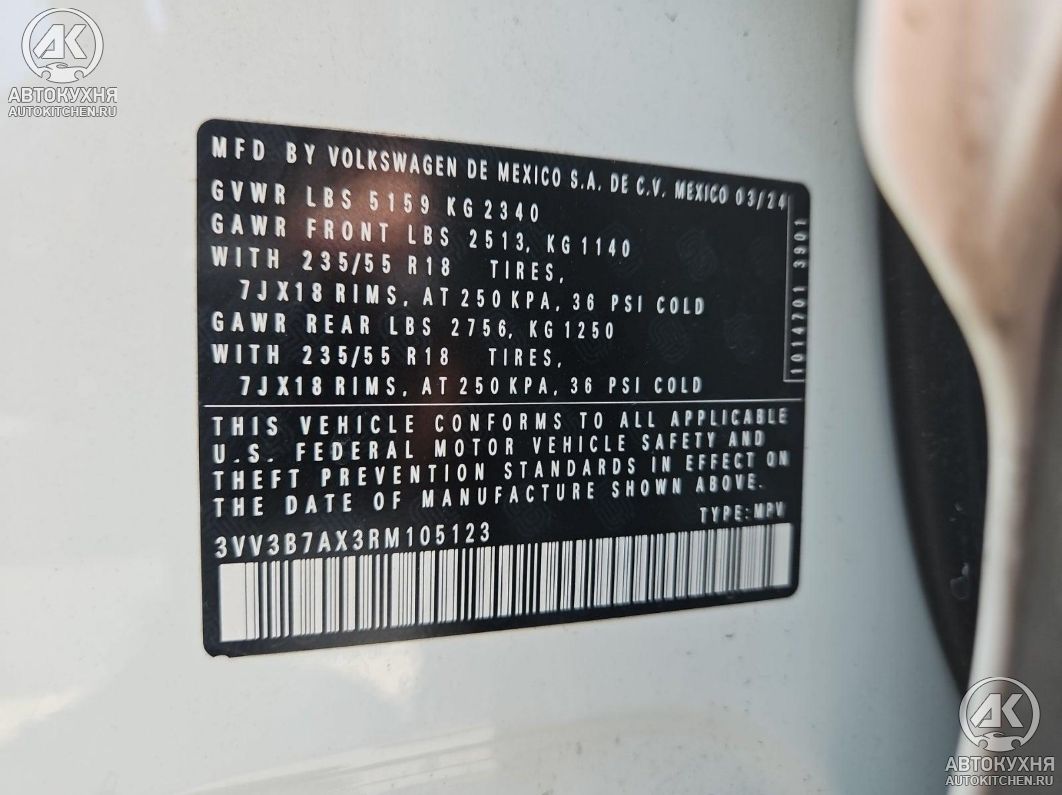 AK
АВТОКУХНЯ
AUTOKITCHEN.RU
MFD BY VOLKSWAGEN DE MEXICO S.A. DE C.V. MEXICO 03/24
GVWR LBS 5159 KG 2340
GAWR FRONT LBS 2513, KG 1140
WITH 235/55 R18 TIRES,
7JX18 RIMS, AT 250 KPA, 36 PSI COLD
GAWR REAR LBS 2756, KG 1250
WITH 235/55 R18 TIRES,
7JX18 RIMS, AT 250 KPA, 36 PSI COLD
1014701 3901
THIS VEHICLE CONFORMS TO ALL APPLICABLE
U.S. FEDERAL MOTOR VEHICLE SAFETY AND
THEFT PREVENTION STANDARDS IN EFFECT ON
THE DATE OF MANUFACTURE SHOWN ABOVE.
TYPE: MPV
3VV3B7AX3RM105123
AK
АВТОКУХНЯ
AUTOKITCHEN.RU